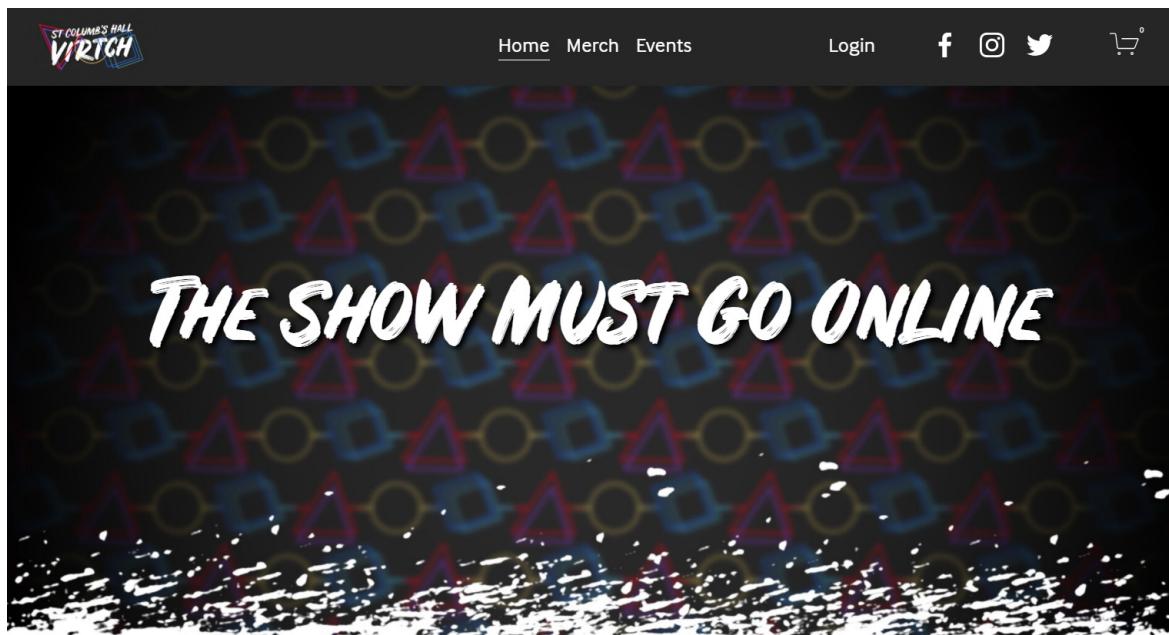 ST COLUMB'S HALL
VIRTCH
Home Merch Events Login
0
THE SHOW MUST GO ONLINE